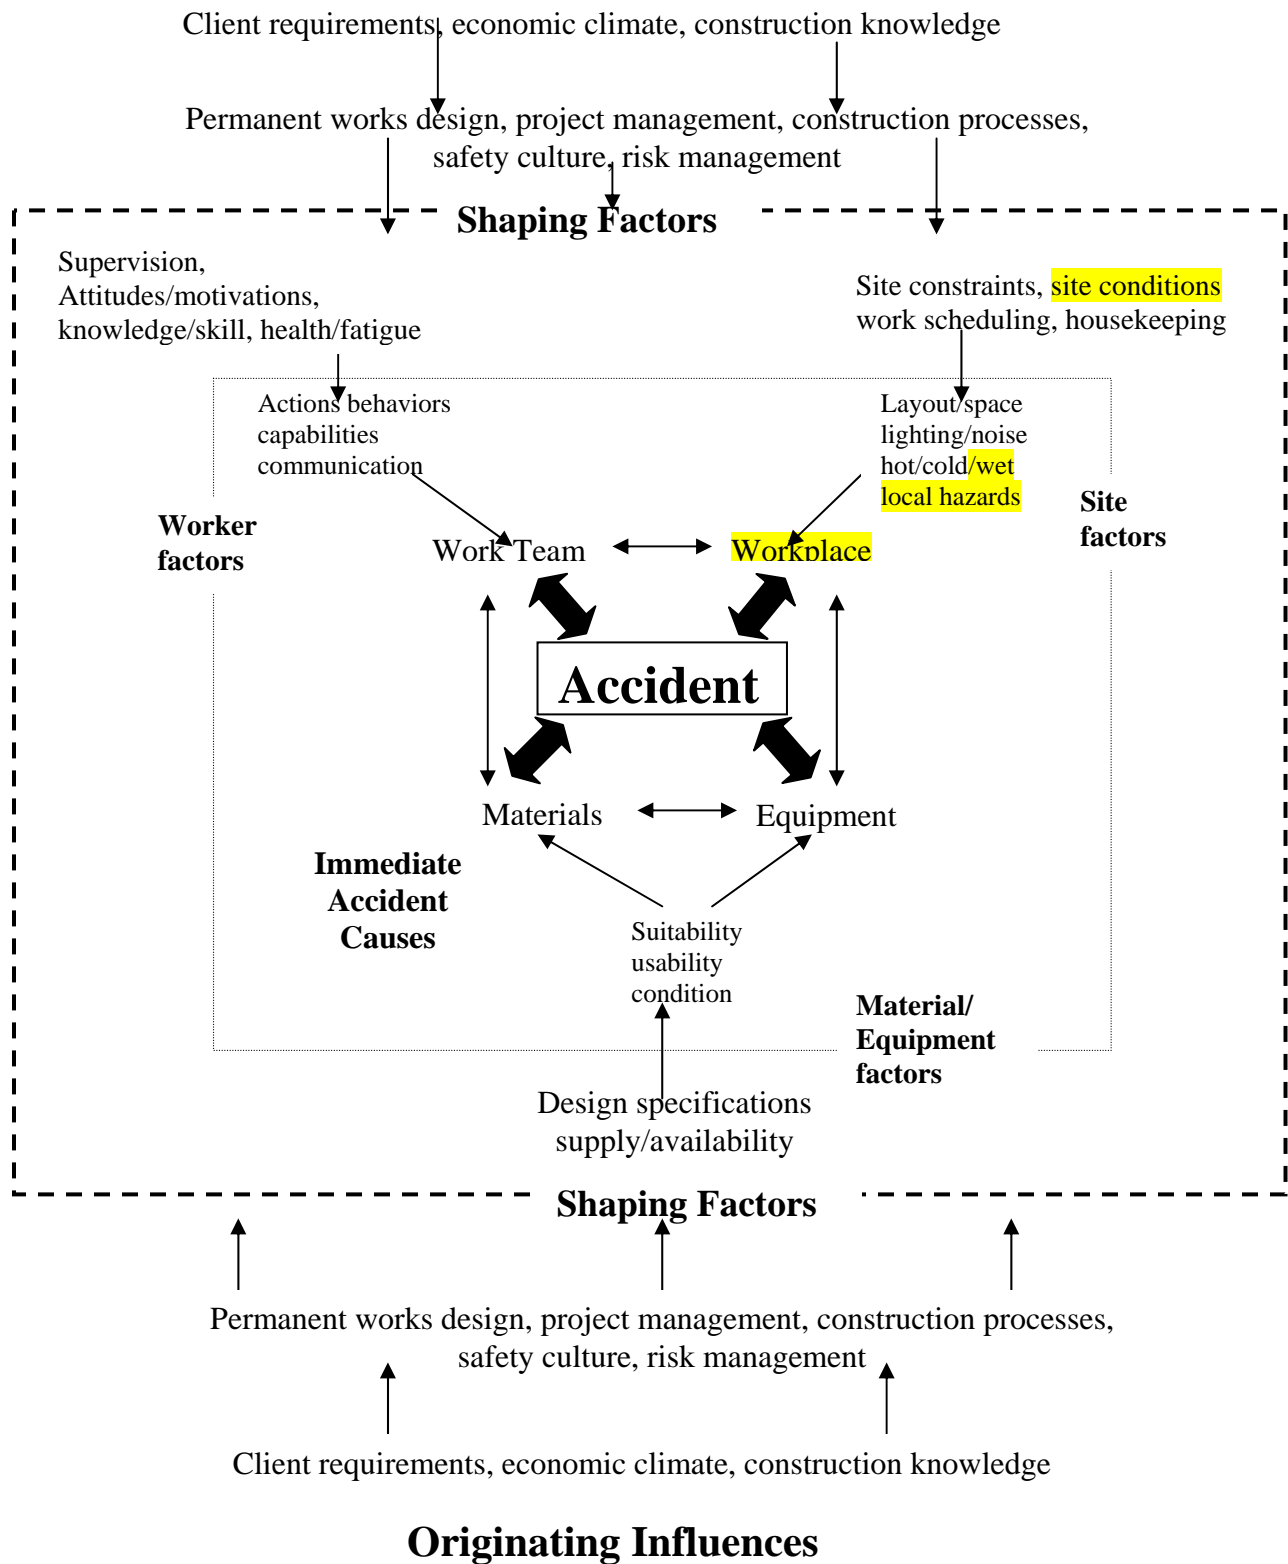 Client requirements, economic climate, construction knowledge
Permanent works design, project management, construction processes,
safety culture, risk management
Shaping Factors
Supervision,
Attitudes/motivations,
knowledge/skill, health/fatigue
Site constraints, site conditions
work scheduling, housekeeping
Actions behaviors
capabilities
communication
Layout/space
lighting/noise
hot/cold/wet
local hazards
Worker
factors
Site
factors
Work Team
Workplace
Accident
Materials
Equipment
Immediate
Accident
Causes
Suitability
usability
condition
Material/
Equipment
factors
Design specifications
supply/availability
Shaping Factors
Permanent works design, project management, construction processes,
safety culture, risk management
Client requirements, economic climate, construction knowledge
Originating Influences